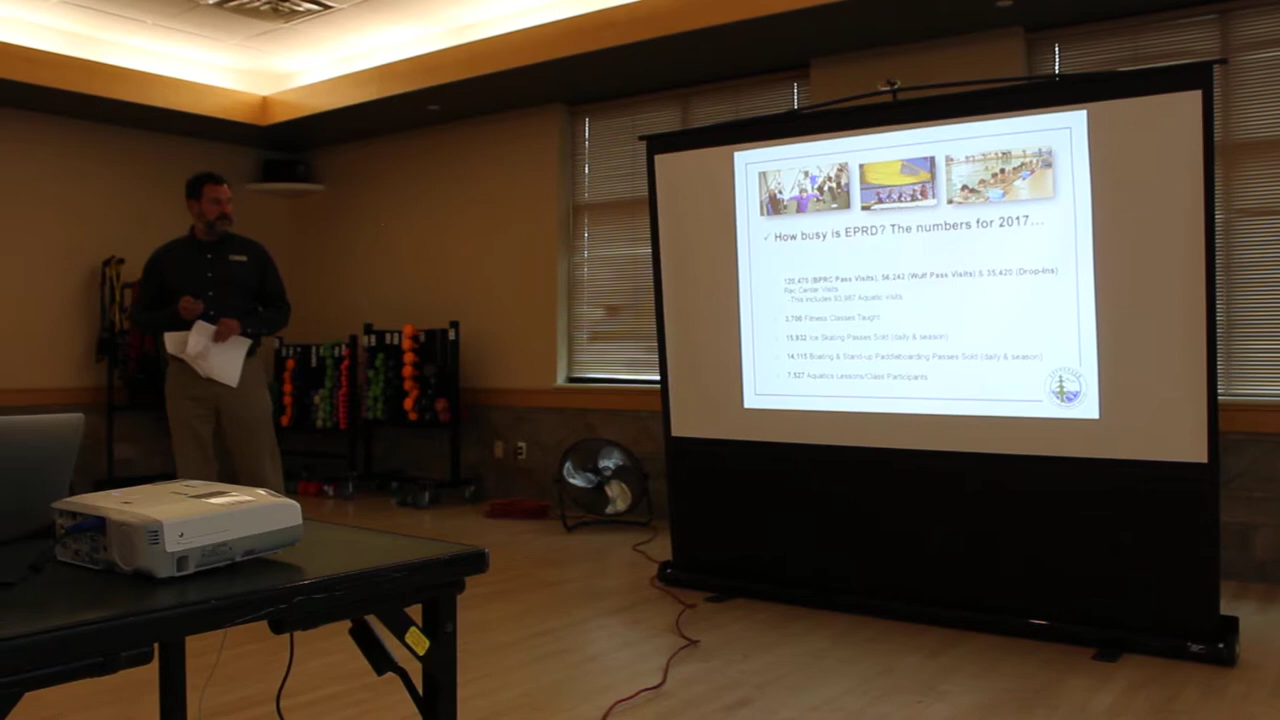 ✓ How busy is EPRD? The numbers for 2017…
120,470 (BPRC Pass Visits), 56,242 (Wulf Pass Visits) & 35,420 (Drop-Ins)
Rec Center Visits
-This includes 93,987 Aquatic Visits
3,766 Fitness Classes Taught
15,932 Ice Skating Passes Sold (daily & season)
14,115 Boating & Stand-up Paddleboarding Passes Sold (daily & season)
7,527 Aquatics Lessons/Class Participants